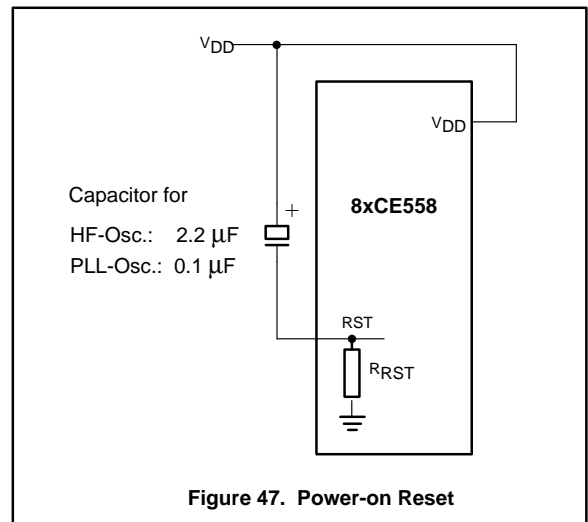 VDD
VDD
8xCE558
Capacitor for
+
HF-Osc.: 2.2 μF
PLL-Osc.: 0.1 μF
RST
RRST
Figure 47. Power-on Reset